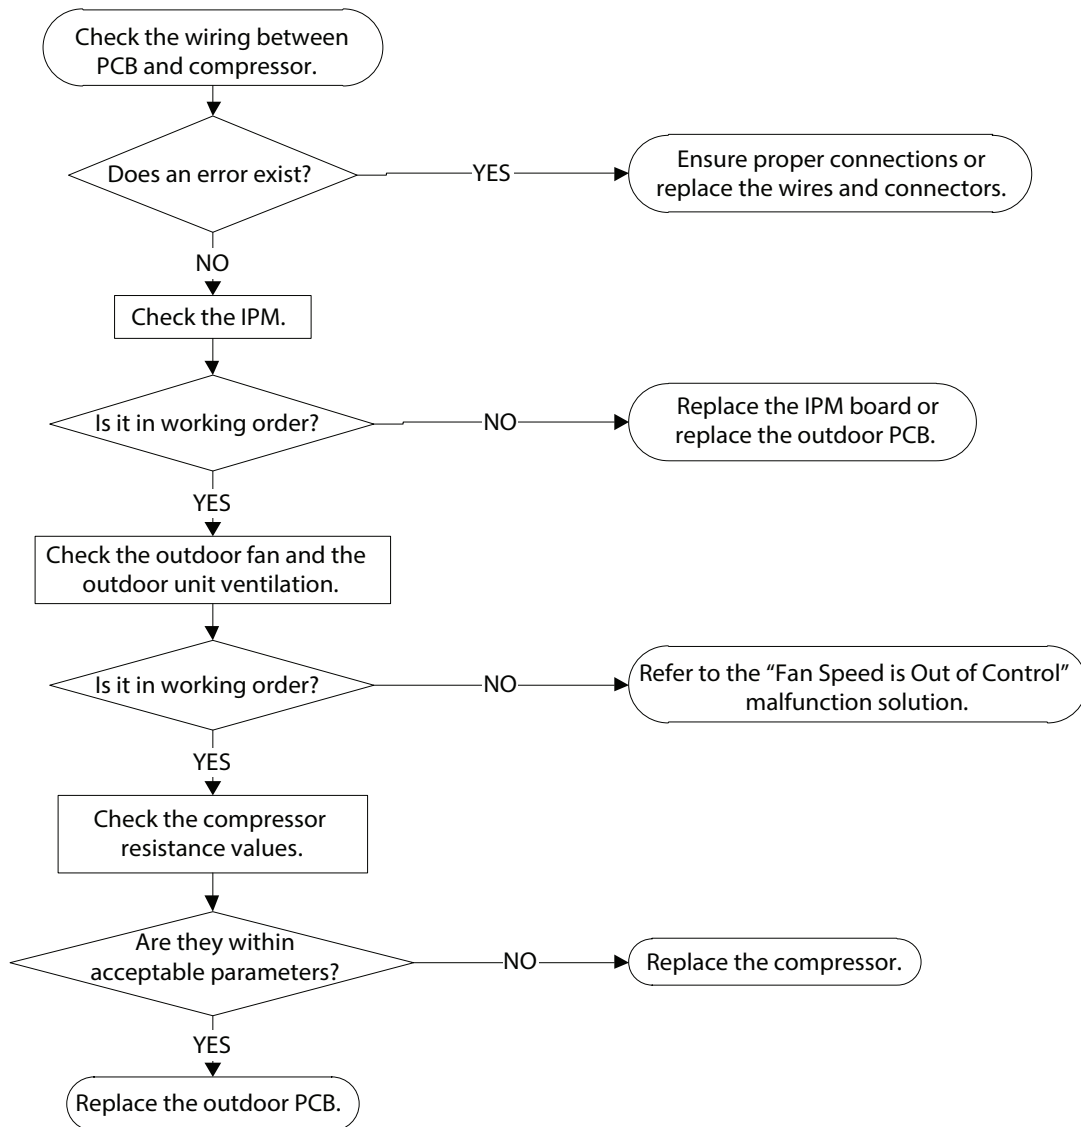 Check the wiring between
PCB and compressor.
Does an error exist?
YES
Ensure proper connections or
replace the wires and connectors.
NO
Check the IPM.
Is it in working order?
NO
Replace the IPM board or
replace the outdoor PCB.
YES
Check the outdoor fan and the
outdoor unit ventilation.
Is it in working order?
NO
Refer to the “Fan Speed is Out of Control”
malfunction solution.
YES
Check the compressor
resistance values.
Are they within
acceptable parameters?
NO
Replace the compressor.
YES
Replace the outdoor PCB.